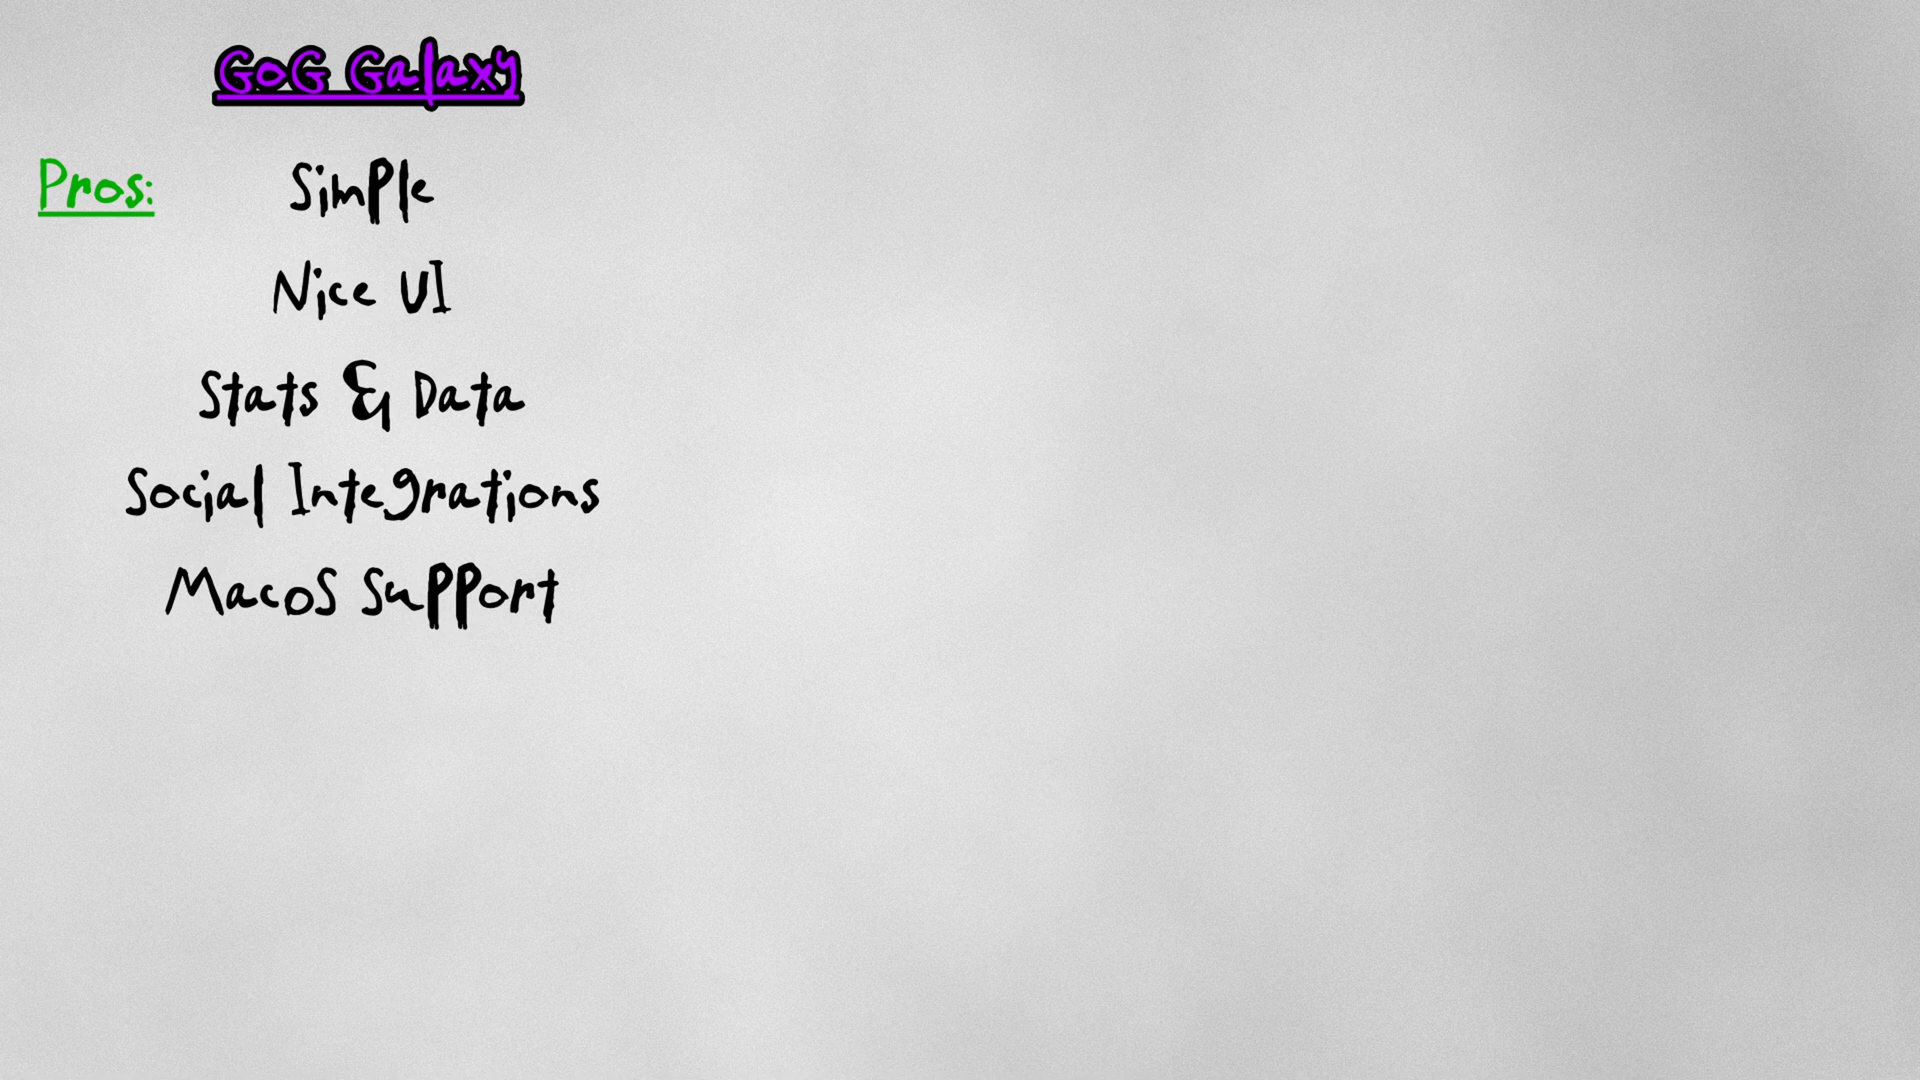 GOG Galaxy
Pros:
Simple
Nice UI
Stats & Data
Social Integrations
MacOS Support